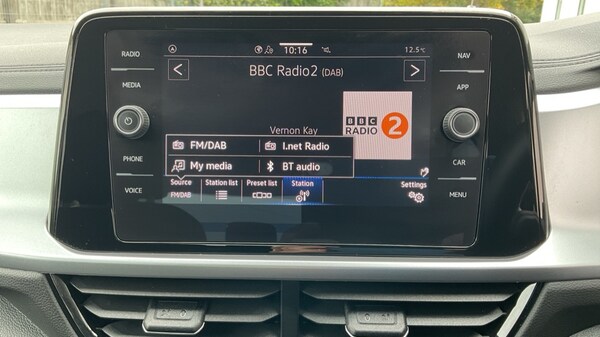 RADIO
MEDIA
PHONE
VOICE
10:16
12.5 °C
BBC Radio2 (DAB)
BBC
RADIO 2
Vernon Kay
FM/DAB
I.net Radio
My media
BT audio
Source
Station list
Preset list
Station
Settings
FM/DAB
NAV
APP
CAR
MENU